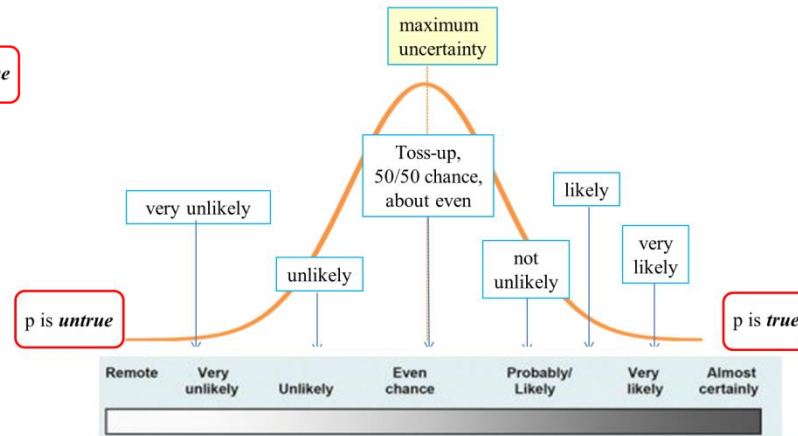 maximum
uncertainty
e
Toss-up,
50/50 chance,
about even
very unlikely
likely
unlikely
not
unlikely
very
likely
p is untrue
p is true
Remote
Very
unlikely
Unlikely
Even
chance
Probably/
Likely
Very
likely
Almost
certainly